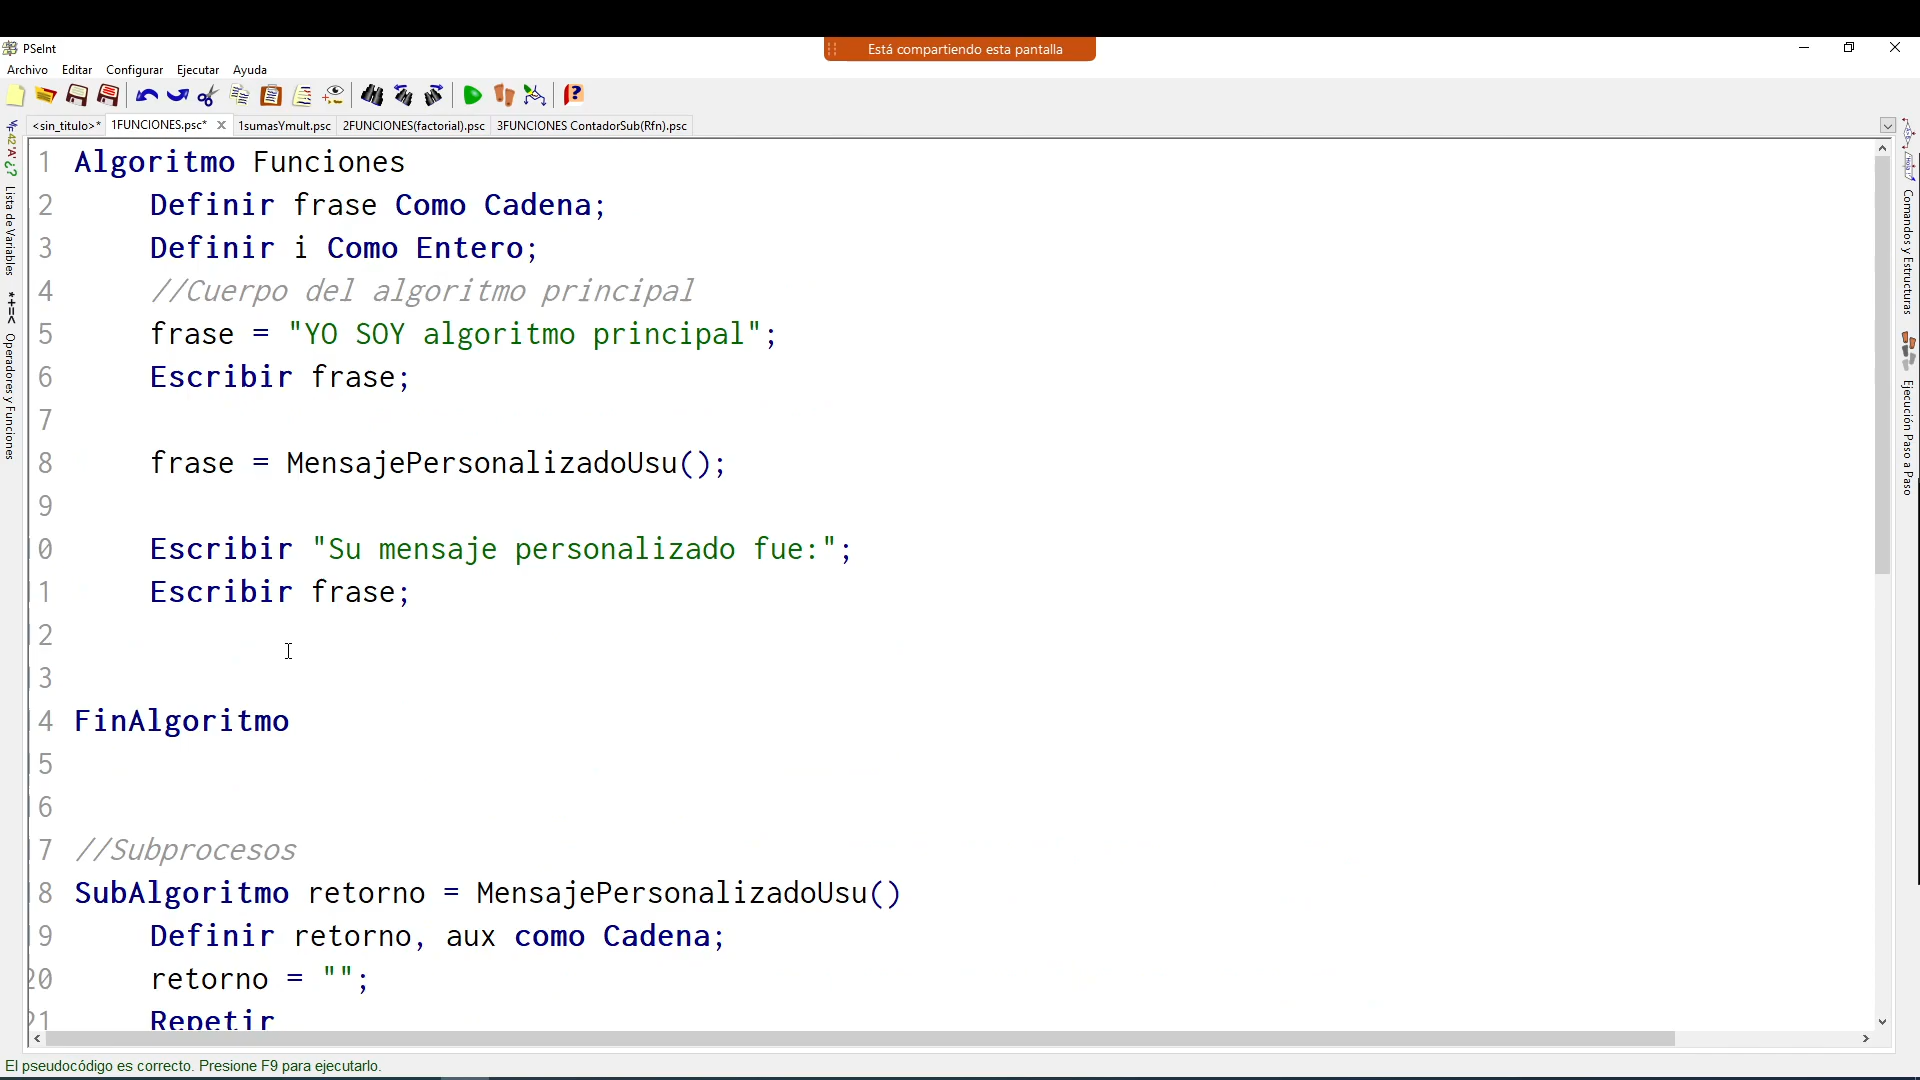 PSeInt
Está compartiendo esta pantalla
Archivo Editar Configurar Ejecutar Ayuda
<sin_titulo>* 1FUNCIONES.psc* 1sumasYmult.psc 2FUNCIONES(factorial).psc 3FUNCIONES ContadorSub(Rfn).psc
1 Algoritmo Funciones
2 Definir frase Como Cadena;
3 Definir i Como Entero;
4 //Cuerpo del algoritmo principal
5 frase = "YO SOY algoritmo principal";
6 Escribir frase;
7
8 frase = MensajePersonalizadoUsu();
9
0 Escribir "Su mensaje personalizado fue:";
1 Escribir frase;
2
3
4 FinAlgoritmo
5
6
7 //Subprocesos
8 SubAlgoritmo retorno = MensajePersonalizadoUsu()
9 Definir retorno, aux como Cadena;
20 retorno = "";
21 Repetir
El pseudocódigo es correcto. Presione F9 para ejecutarlo.
Lista de Variables
*+=< Operadores y Funciones
Comandos y Estructuras
Ejecución Paso a Paso